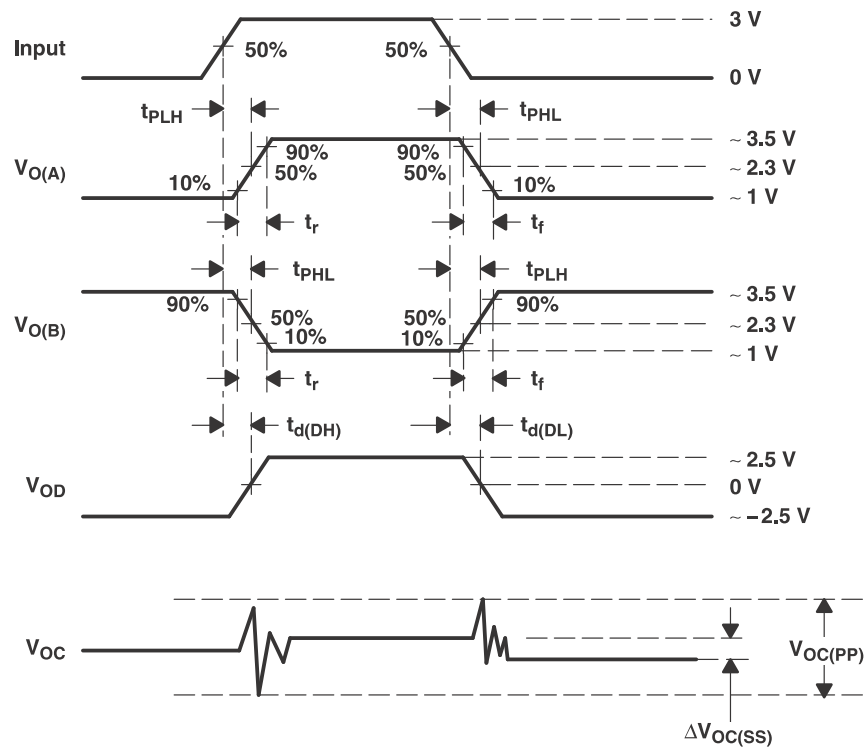 3 V
Input
50%
50%
0 V
tPLH
tPHL
~ 3.5 V
90%
90%
VO(A)
50%
50%
~ 2.3 V
10%
10%
~ 1 V
tr
tf
tPHL
tPLH
90%
90%
~ 3.5 V
VO(B)
50%
50%
~ 2.3 V
10%
10%
~ 1 V
tr
tf
td(DH)
td(DL)
~ 2.5 V
VOD
0 V
~ −2.5 V
VOC
VOC(PP)
ΔVOC(SS)